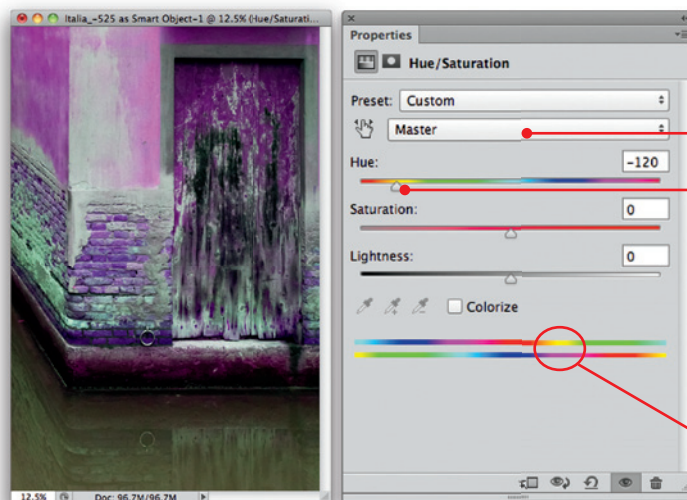 Italia_-525 as Smart Object-1 @ 12.5% (Hue/Saturati...
12.5%
Doc: 96.7M/96.7M
Properties
Hue/Saturation
Preset: Custom
Master
Hue: -120
Saturation: 0
Lightness: 0
Colorize